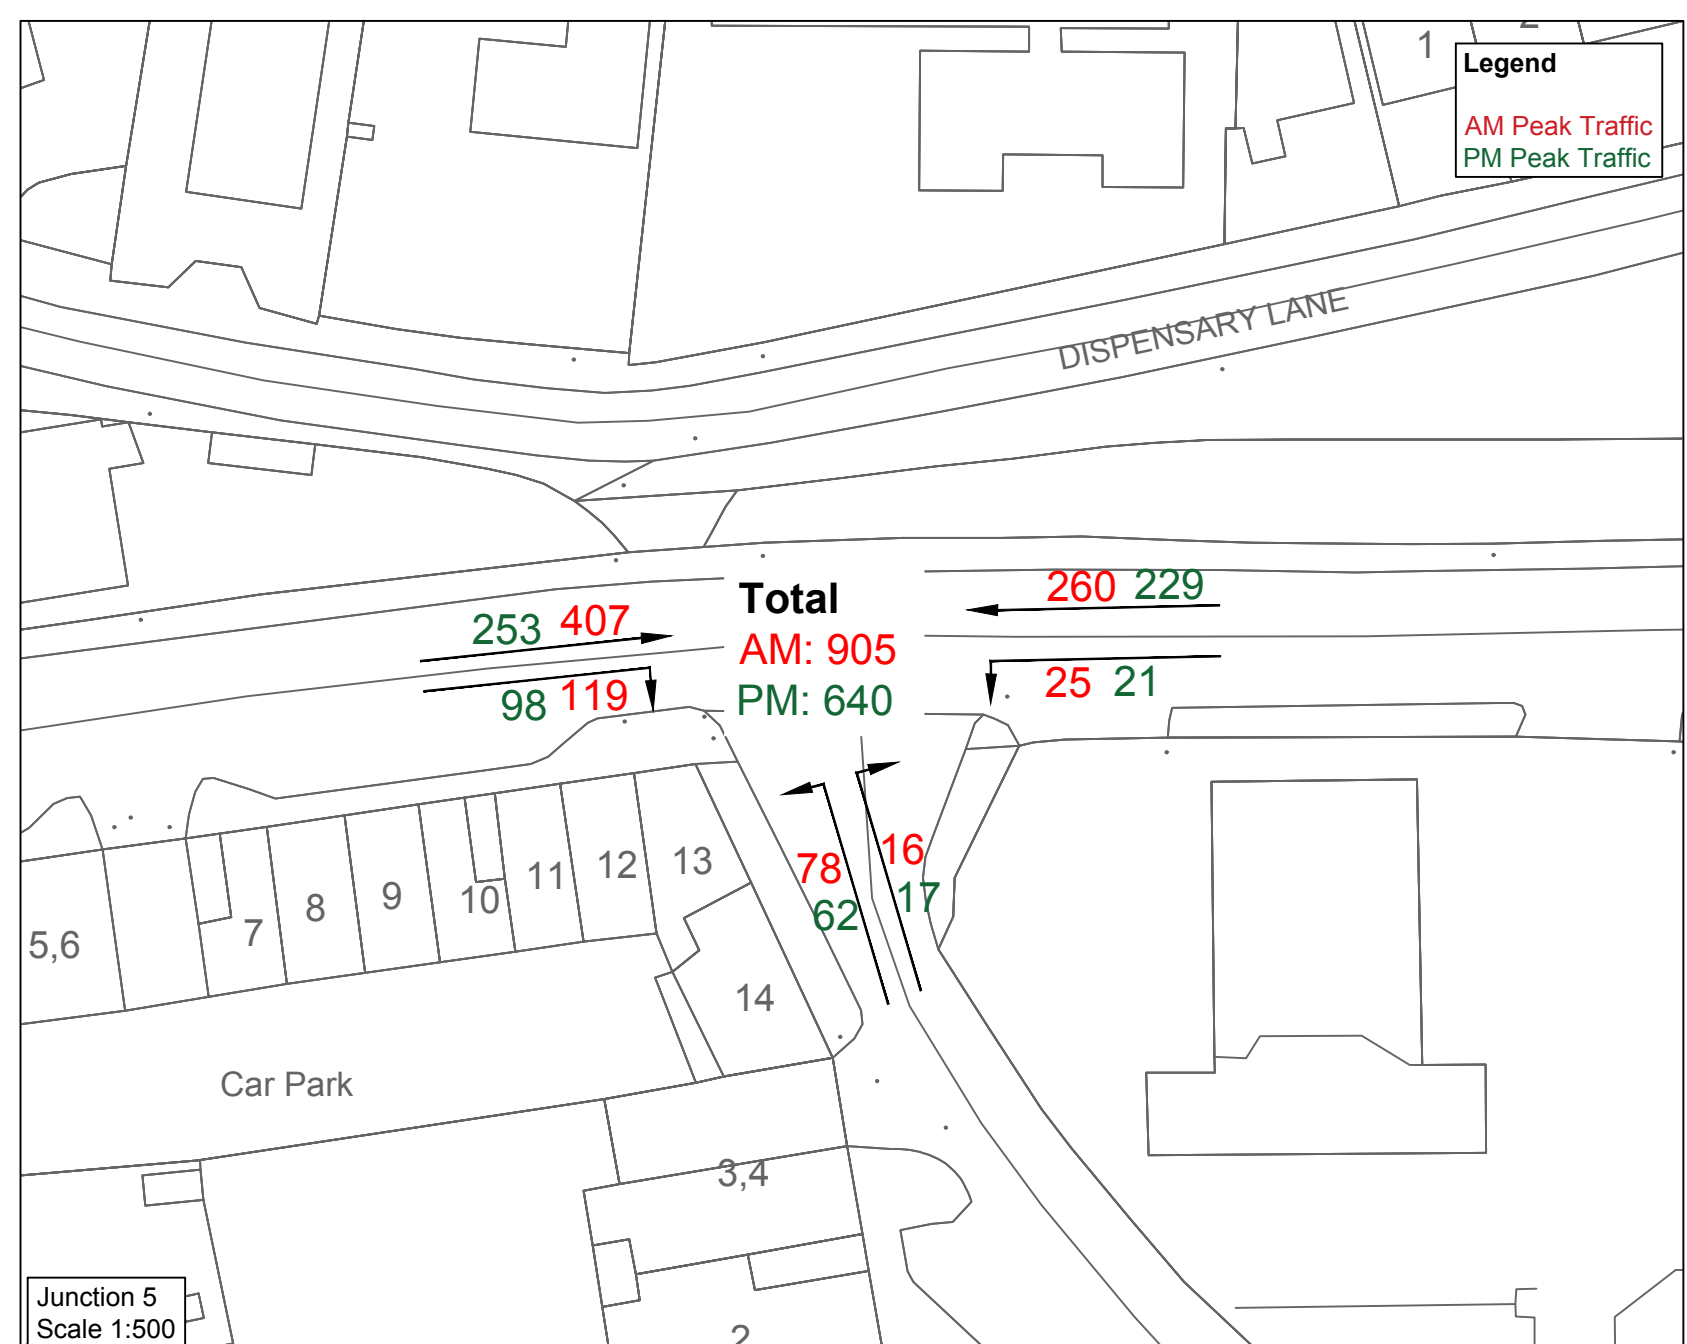 2
1
Legend
AM Peak Traffic
PM Peak Traffic
DISPENSARY LANE
Total
AM: 905
PM: 640
253 407
98 119
260 229
25 21
78
62
16
17
5,6
7
8
9
10
11
12
13
14
Car Park
3,4
2
Junction 5
Scale 1:500